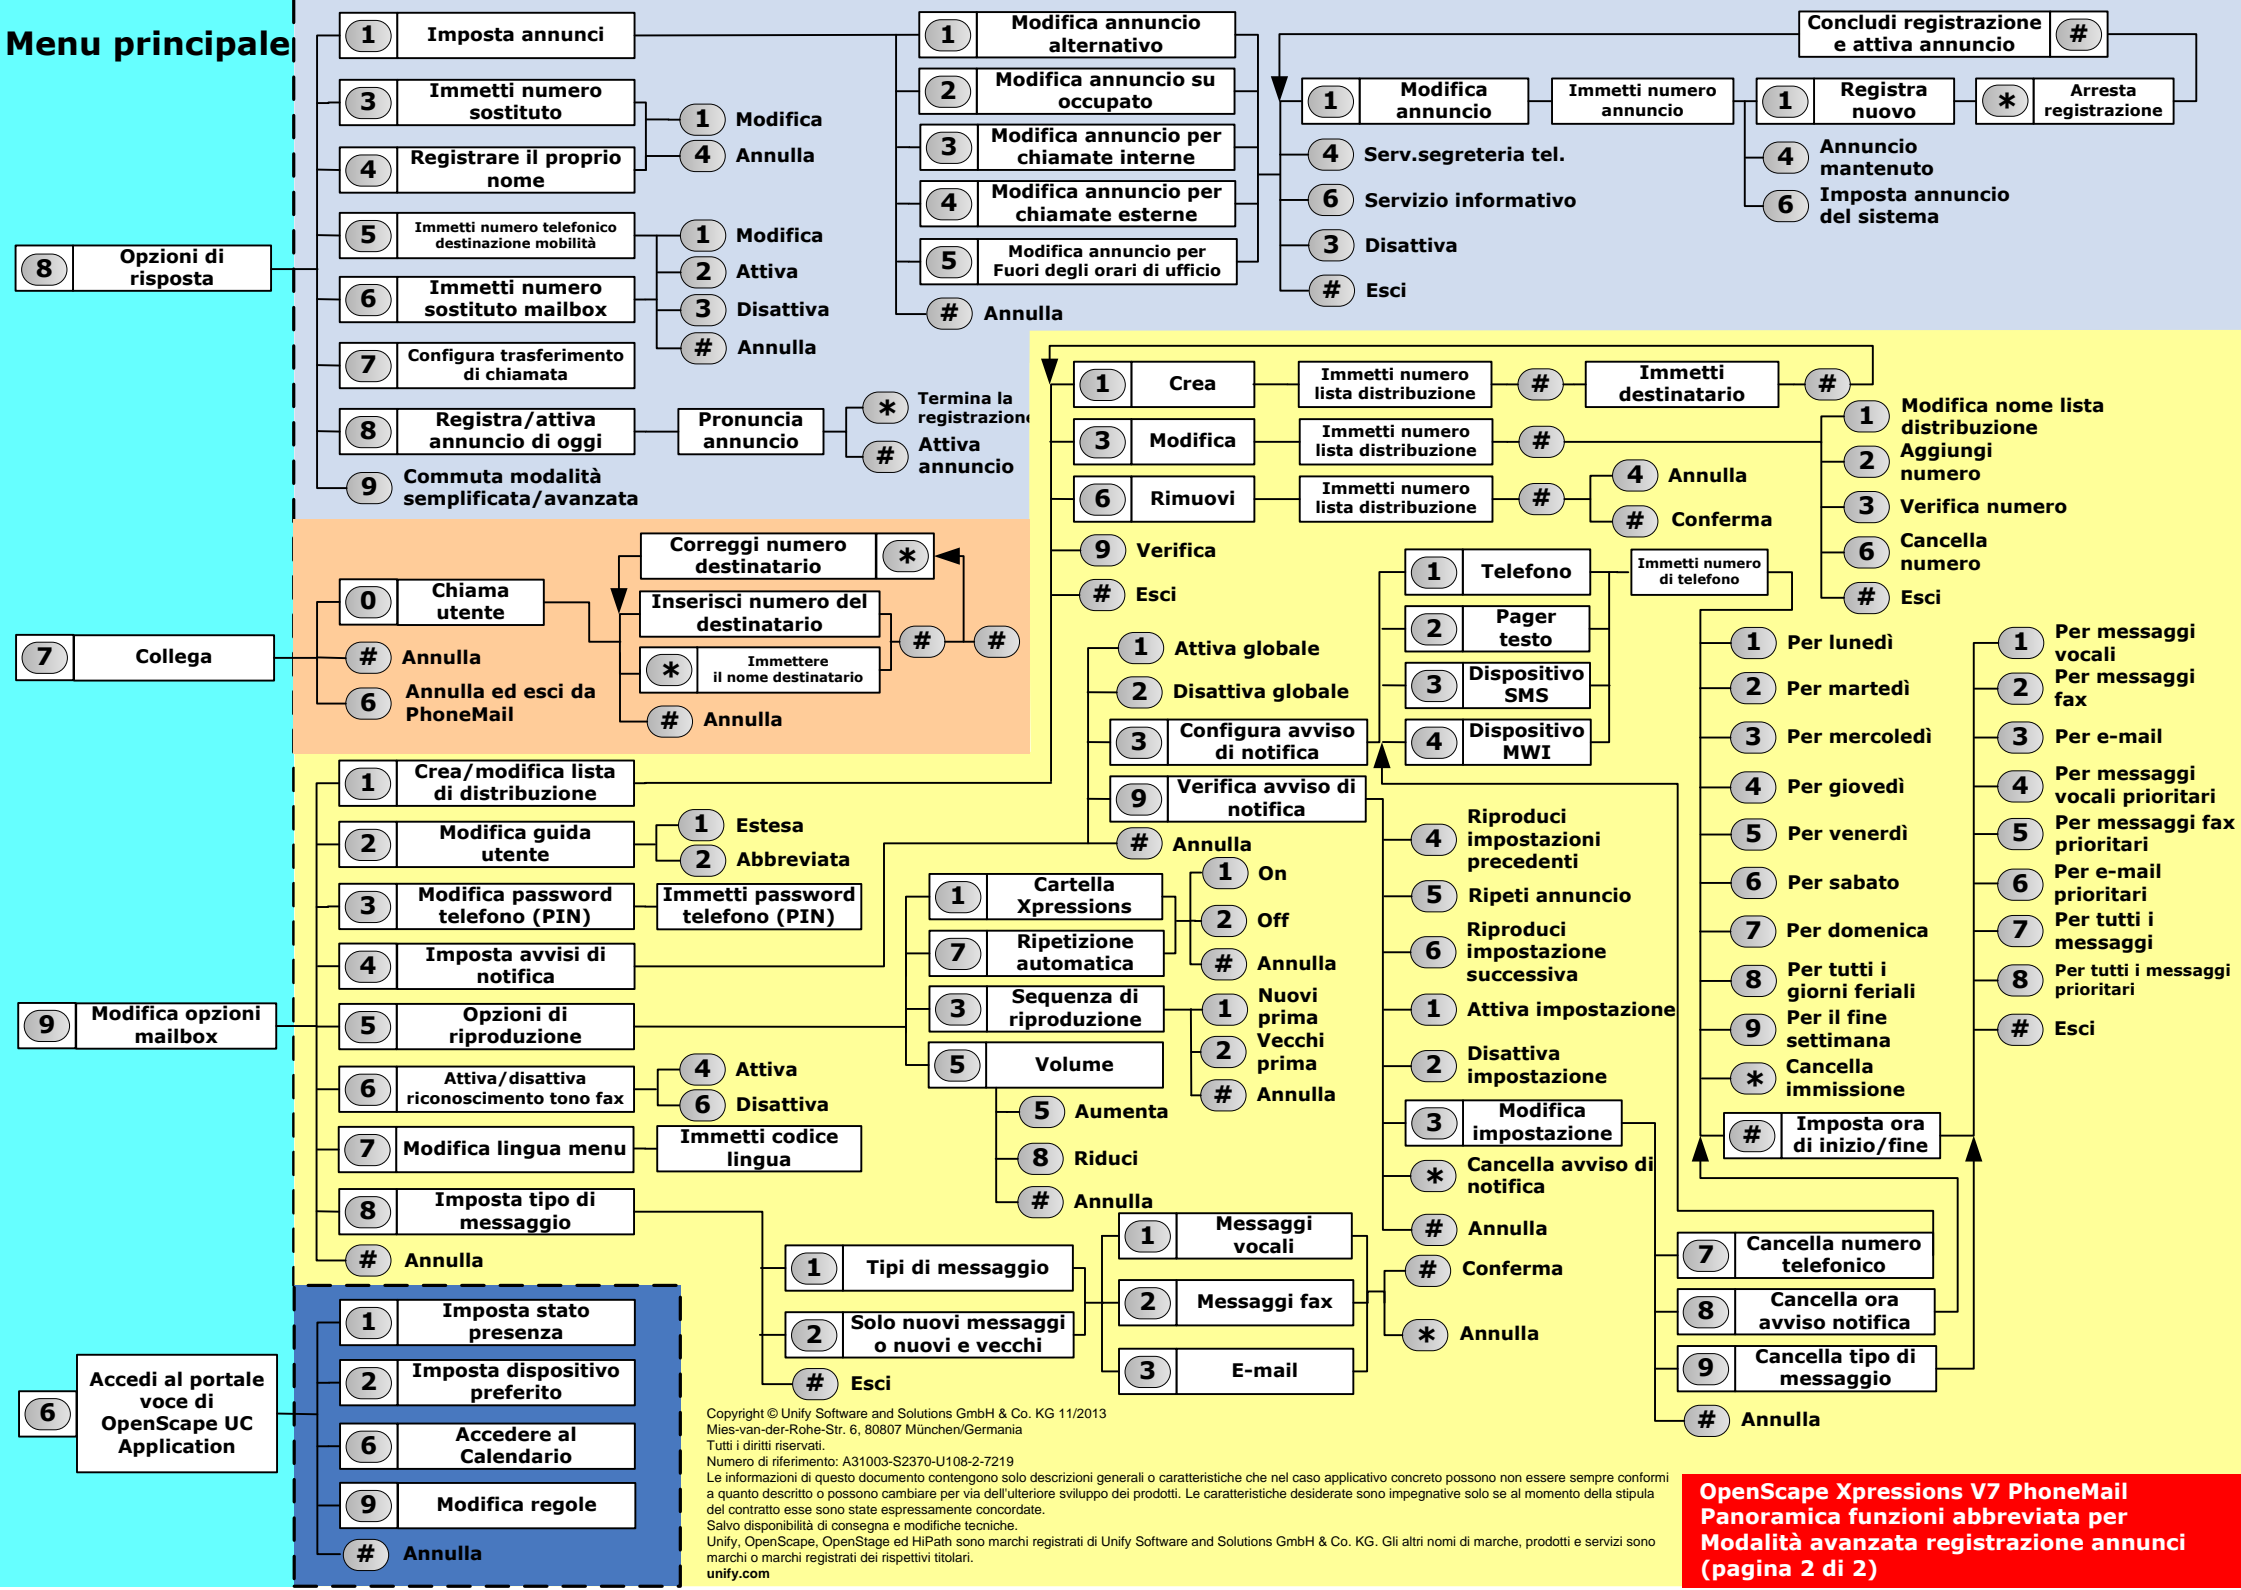 Menu principale
8 Opzioni di
risposta
1 Imposta annunci
3 Immetti numero
sostituto
4 Registrare il proprio
nome
1 Modifica
4 Annulla
5 Immetti numero telefonico
destinazione mobilità
6 Immetti numero
sostituto mailbox
1 Modifica
2 Attiva
3 Disattiva
# Annulla
7 Configura trasferimento
di chiamata
8 Registra/attiva
annuncio di oggi
Pronuncia
annuncio
* Termina la
registrazione
# Attiva
annuncio
9 Commuta modalità
semplificata/avanzata
1 Modifica annuncio
alternativo
2 Modifica annuncio su
occupato
3 Modifica annuncio per
chiamate interne
4 Modifica annuncio per
chiamate esterne
5 Modifica annuncio per
Fuori degli orari di ufficio
# Annulla
Concludi registrazione
e attiva annuncio #
1 Modifica
annuncio
Immetti numero
annuncio
1 Registra
nuovo
* Arresta
registrazione
4 Annuncio
mantenuto
6 Imposta annuncio
del sistema
4 Serv.segreteria tel.
6 Servizio informativo
3 Disattiva
# Esci
7 Collega
0 Chiama
utente
# Annulla
6 Annulla ed esci da
PhoneMail
Correggi numero
destinatario *
Inserisci numero del
destinatario
* Immettere
il nome destinatario
# #
# Annulla
9 Modifica opzioni
mailbox
1 Crea/modifica lista
di distribuzione
2 Modifica guida
utente
1 Estesa
2 Abbreviata
3 Modifica password
telefono (PIN)
Immetti password
telefono (PIN)
4 Imposta avvisi di
notifica
5 Opzioni di
riproduzione
6 Attiva/disattiva
riconoscimento tono fax
4 Attiva
6 Disattiva
7 Modifica lingua menu
Immetti codice
lingua
8 Imposta tipo di
messaggio
# Annulla
1 Crea
Immetti numero
lista distribuzione
#
Immetti
destinatario
#
3 Modifica
Immetti numero
lista distribuzione
#
1 Modifica nome lista
distribuzione
2 Aggiungi
numero
3 Verifica numero
6 Cancella
numero
# Esci
6 Rimuovi
Immetti numero
lista distribuzione
#
4 Annulla
# Conferma
9 Verifica
# Esci
1 Attiva globale
2 Disattiva globale
3 Configura avviso
di notifica
9 Verifica avviso di
notifica
# Annulla
1 Telefono
2 Pager
testo
3 Dispositivo
SMS
4 Dispositivo
MWI
Immetti numero
di telefono
1 Per lunedì
2 Per martedì
3 Per mercoledì
4 Per giovedì
5 Per venerdì
6 Per sabato
7 Per domenica
8 Per tutti i
giorni feriali
9 Per il fine
settimana
* Cancella
immissione
# Imposta ora
di inizio/fine
1 Per messaggi
vocali
2 Per messaggi
fax
3 Per e-mail
4 Per messaggi
vocali prioritari
5 Per messaggi fax
prioritari
6 Per e-mail
prioritari
7 Per tutti i
messaggi
8 Per tutti i messaggi
prioritari
# Esci
4 Riproduci
impostazioni
precedenti
5 Ripeti annuncio
6 Riproduci
impostazione
successiva
1 Attiva impostazione
2 Disattiva
impostazione
3 Modifica
impostazione
* Cancella avviso di
notifica
# Annulla
7 Cancella numero
telefonico
8 Cancella ora
avviso notifica
9 Cancella tipo di
messaggio
# Annulla
1 Cartella
Xpressions
7 Ripetizione
automatica
1 On
2 Off
# Annulla
3 Sequenza di
riproduzione
1 Nuovi
prima
2 Vecchi
prima
# Annulla
5 Volume
5 Aumenta
8 Riduci
# Annulla
1 Tipi di messaggio
2 Solo nuovi messaggi
o nuovi e vecchi
# Esci
1 Messaggi
vocali
2 Messaggi fax
3 E-mail
# Conferma
* Annulla
6 Accedi al portale
voce di
OpenScape UC
Application
1 Imposta stato
presenza
2 Imposta dispositivo
preferito
6 Accedere al
Calendario
9 Modifica regole
# Annulla
Copyright © Unify Software and Solutions GmbH & Co. KG 11/2013
Mies-van-der-Rohe-Str. 6, 80807 München/Germania
Tutti i diritti riservati.
Numero di riferimento: A31003-S2370-U108-2-7219
Le informazioni di questo documento contengono solo descrizioni generali o caratteristiche che nel caso applicativo concreto possono non essere sempre conformi
a quanto descritto o possono cambiare per via dell'ulteriore sviluppo dei prodotti. Le caratteristiche desiderate sono impegnative solo se al momento della stipula
del contratto esse sono state espressamente concordate.
Salvo disponibilità di consegna e modifiche tecniche.
Unify, OpenScape, OpenStage ed HiPath sono marchi registrati di Unify Software and Solutions GmbH & Co. KG. Gli altri nomi di marche, prodotti e servizi sono
marchi o marchi registrati dei rispettivi titolari.
unify.com
OpenScape Xpressions V7 PhoneMail
Panoramica funzioni abbreviata per
Modalità avanzata registrazione annunci
(pagina 2 di 2)